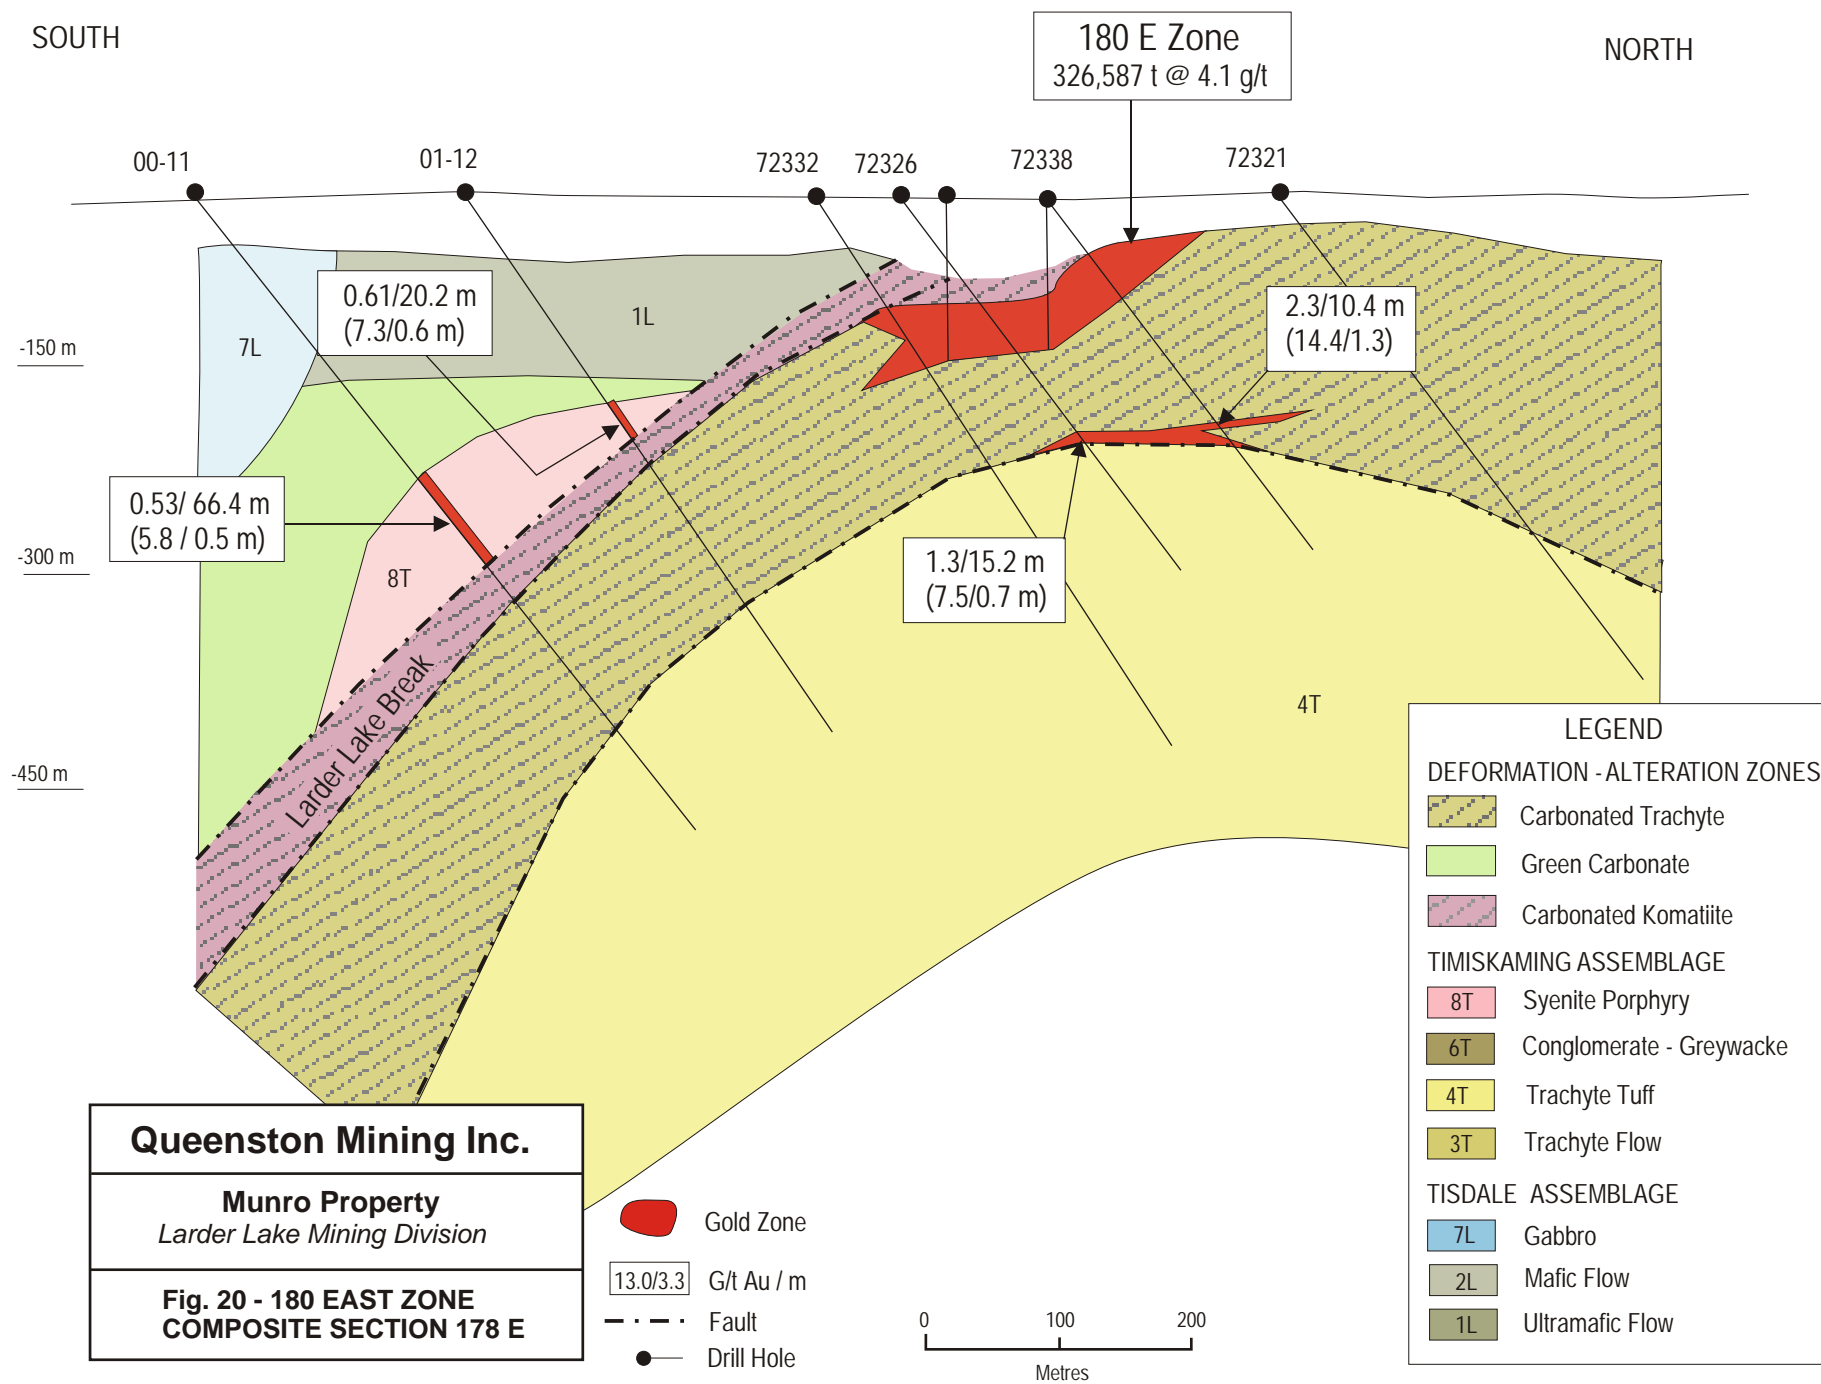 SOUTH
180 E Zone
326,587 t @ 4.1 g/t
NORTH
00-11
01-12
72332
72326
72338
72321
0.61/20.2 m
(7.3/0.6 m)
1L
7L
2.3/10.4 m
(14.4/1.3)
-150 m
0.53/ 66.4 m
(5.8 / 0.5 m)
-300 m
8T
1.3/15.2 m
(7.5/0.7 m)
Larder Lake Break
4T
-450 m
LEGEND
DEFORMATION - ALTERATION ZONES
Carbonated Trachyte
Green Carbonate
Carbonated Komatiite
TIMISKAMING ASSEMBLAGE
8T Syenite Porphyry
6T Conglomerate - Greywacke
4T Trachyte Tuff
3T Trachyte Flow
TISDALE ASSEMBLAGE
7L Gabbro
2L Mafic Flow
1L Ultramafic Flow
Queenston Mining Inc.
Munro Property
Larder Lake Mining Division
Fig. 20 - 180 EAST ZONE
COMPOSITE SECTION 178 E
Gold Zone
13.0/3.3 G/t Au / m
Fault
Drill Hole
0 100 200
Metres